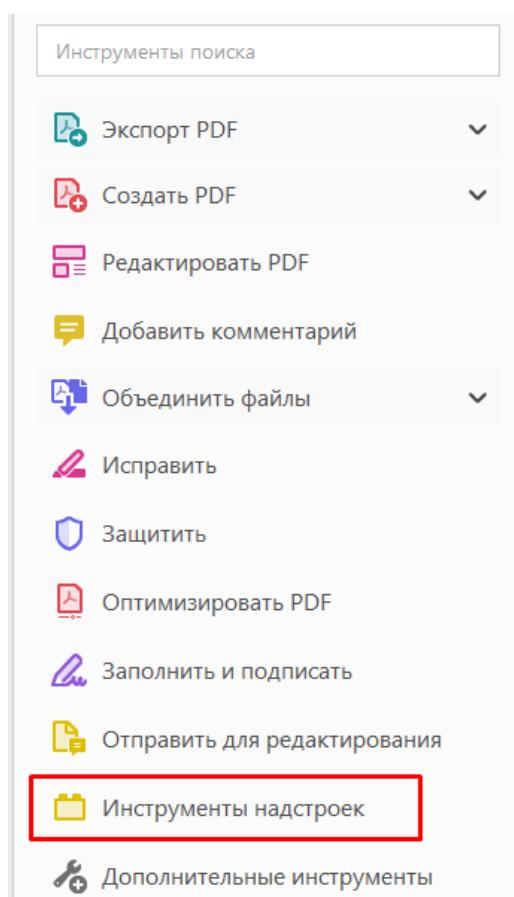 Инструменты поиска
Экспорт PDF
Создать PDF
Редактировать PDF
Добавить комментарий
Объединить файлы
Исправить
Защитить
Оптимизировать PDF
Заполнить и подписать
Отправить для редактирования
Инструменты надстроек
Дополнительные инструменты